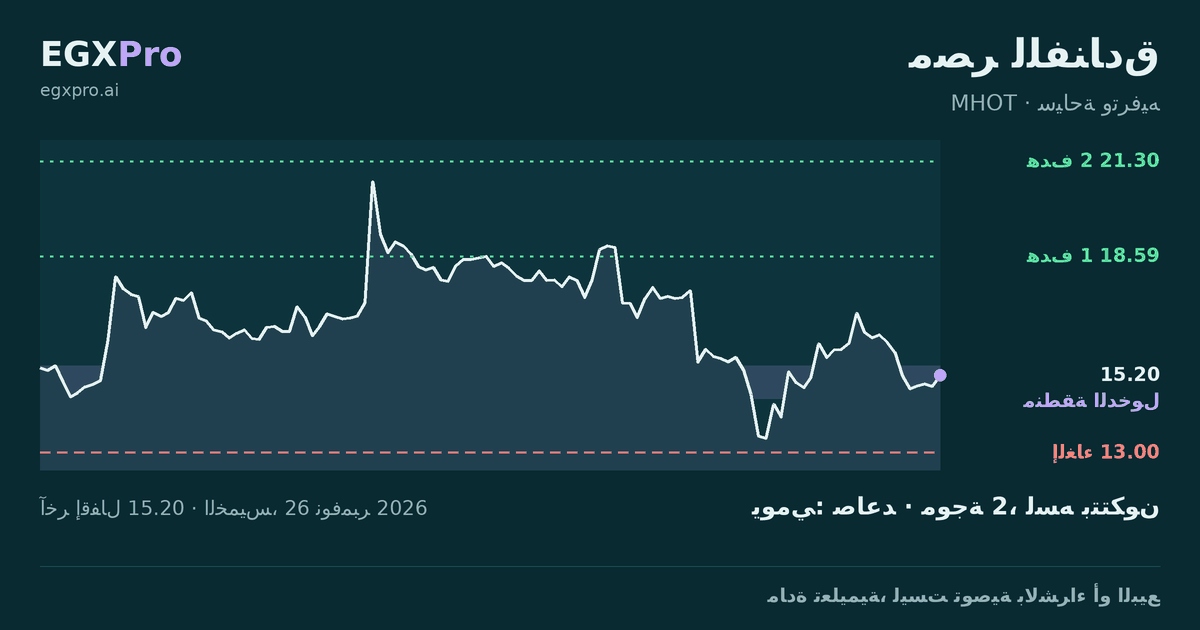 EGXPro
egxpro.ai
مصر للفنادق
MHOT · سياحة وترفيه
هدف 2 21.30
هدف 1 18.59
15.20
منطقة الدخول
إلغاء 13.00
يومي: صاعد · موجة 2، لسه بتتكون
آخر إقفال 15.20 · الخميس، 26 نوفمبر 2026
مادة تعليمية، ليست توصية بالشراء أو البيع